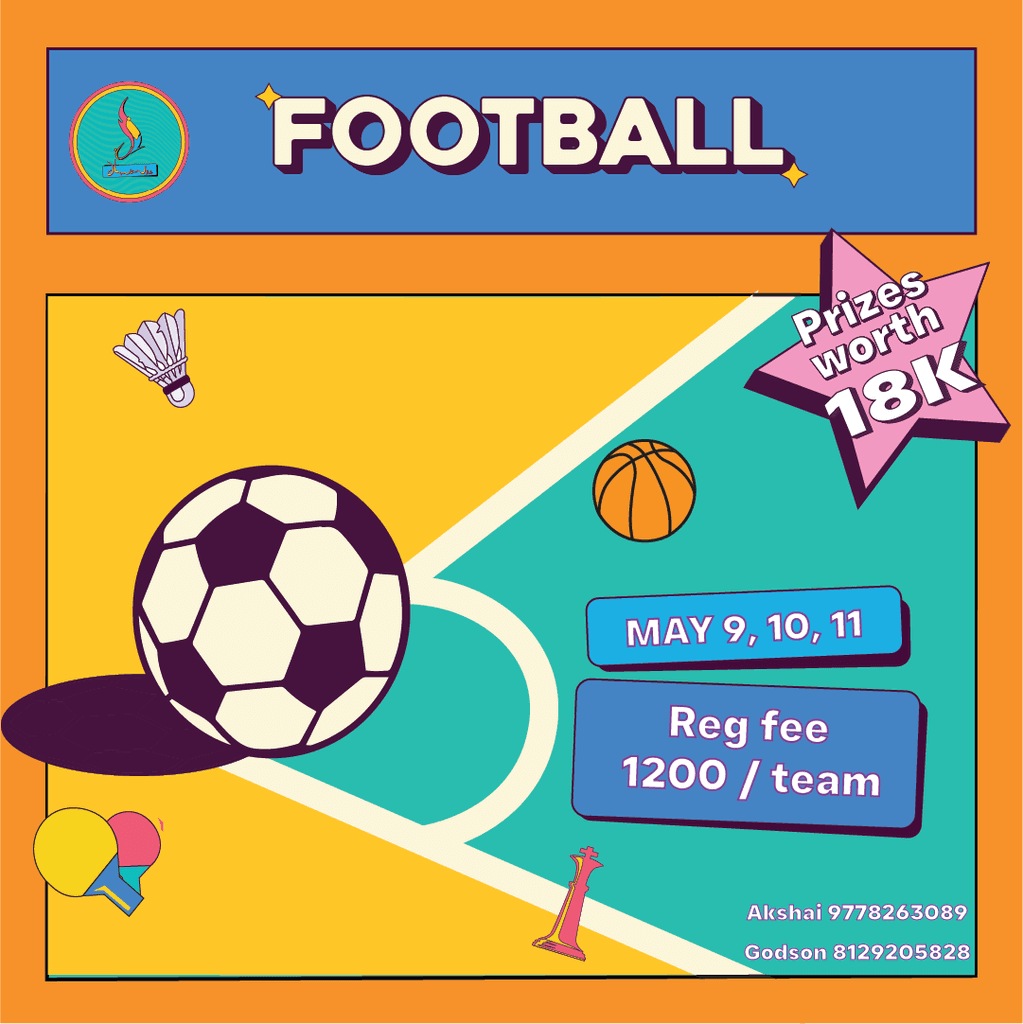 FOOTBALL
Prizes
worth
18K
MAY 9, 10, 11
Reg fee
1200 / team
Akshai 9778263089
Godson 8129205828